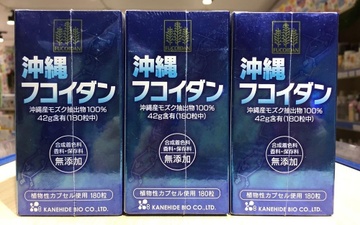 FUCOIDAN
沖縄
フコイダン
沖縄産モズク抽出物100%
42g含有(180粒中)
合成着色料
香料・保存料
無添加
植物性カプセル使用 180粒
KANEHIDE BIO CO.,LTD.
FUCOIDAN
沖縄
フコイダン
沖縄産モズク抽出物100%
42g含有(180粒中)
合成着色料
香料・保存料
無添加
植物性カプセル使用 180粒
KANEHIDE BIO CO.,LTD.
FUCOIDAN
沖縄
フコイダン
沖縄産モズク抽出物100%
42g含有(180粒中)
合成着色料
香料・保存料
無添加
植物性カプセル使用 180粒
KANEHIDE BIO CO.,LTD.